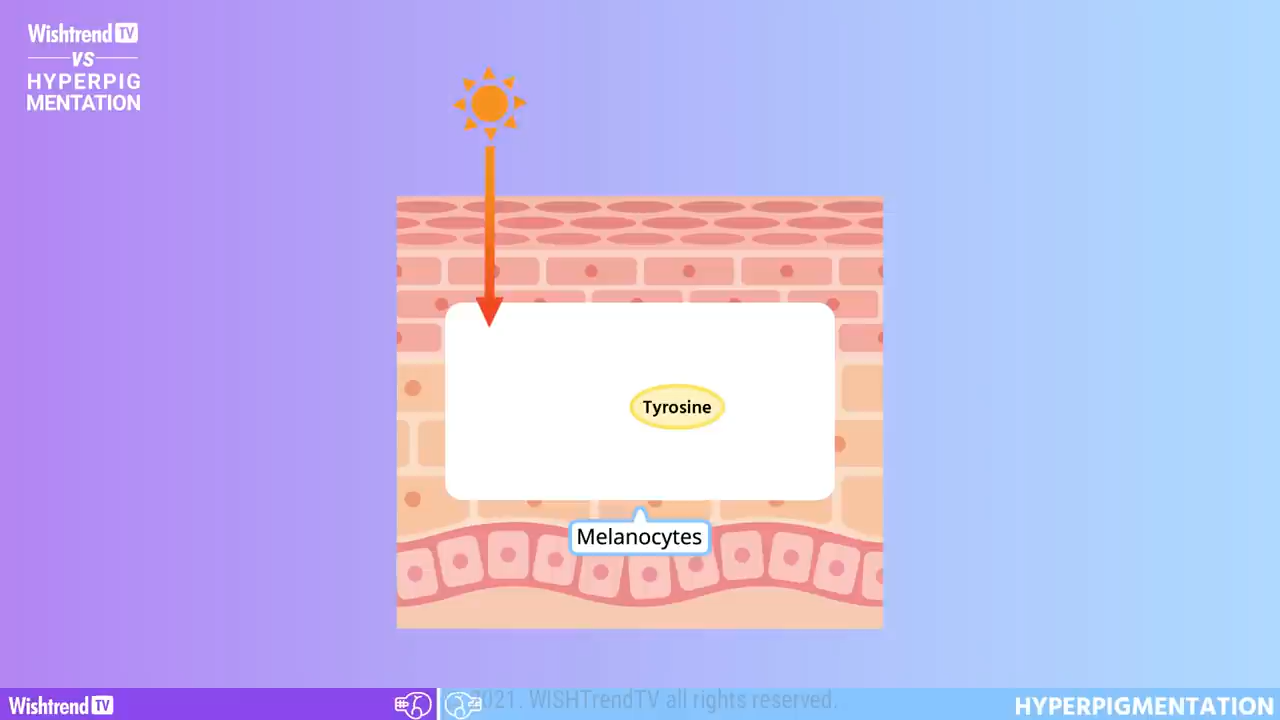 Wishtrend TV
VS
HYPERPIG
MENTATION
Tyrosine
Melanocytes
Wishtrend TV
2021. WISHTrendTV all rights reserved.
HYPERPIGMENTATION